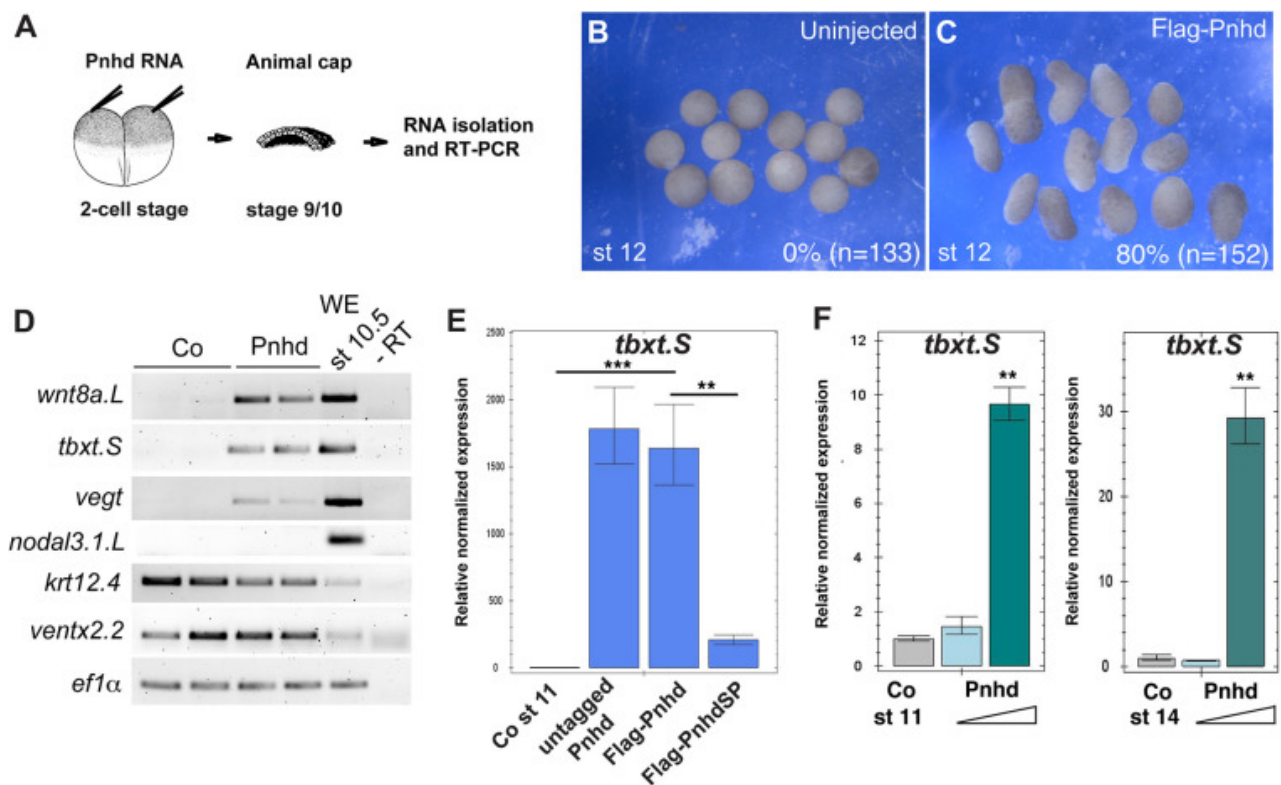 A
Pnhd RNA
Animal cap
RNA isolation
and RT-PCR
2-cell stage
stage 9/10
B
Uninjected
st 12
0% (n=133)
C
Flag-Pnhd
st 12
80% (n=152)
D
Co
Pnhd
WE
st 10.5
- RT
wnt8a.L
tbxt.S
vegt
nodal3.1.L
krt12.4
ventx2.2
ef1α
E
tbxt.S
Relative normalized expression
2500
2000
1500
1000
500
0
***
**
Co st 11
untagged
Pnhd
Flag-Pnhd
Flag-PnhdSP
F
tbxt.S
Relative normalized expression
12
10
8
6
4
2
0
**
Co
Pnhd
st 11
tbxt.S
Relative normalized expression
30
20
10
0
**
Co
Pnhd
st 14